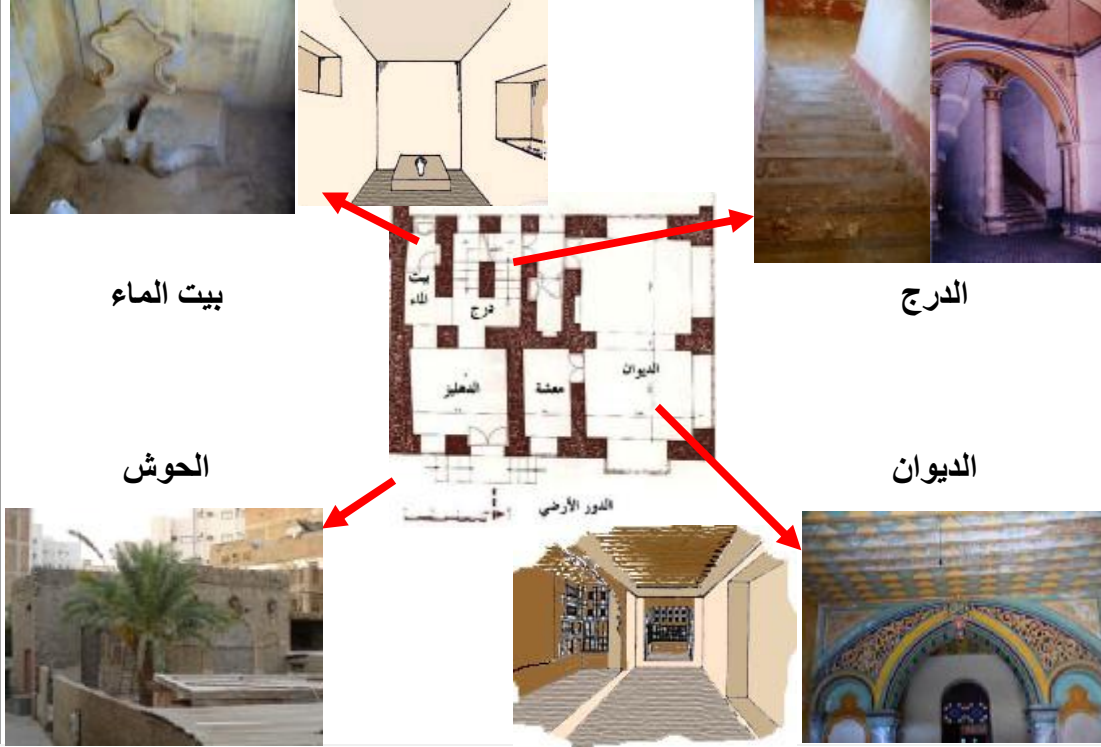 بيت الماء
الدرج
بيت
الماء
درج
الديوان
معشة
الدهليز
الحوش
الديوان
الدور الأرضي